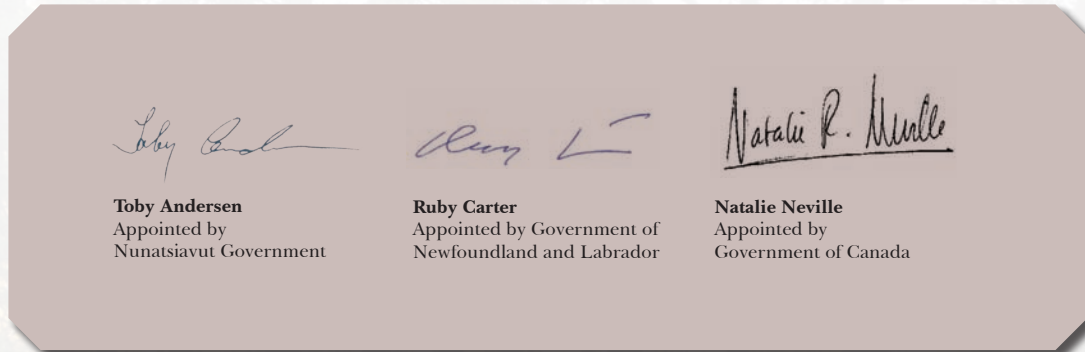 Natalie R. Neville
Toby Andersen
Appointed by
Nunatsiavut Government
Ruby Carter
Appointed by Government of
Newfoundland and Labrador
Natalie Neville
Appointed by
Government of Canada